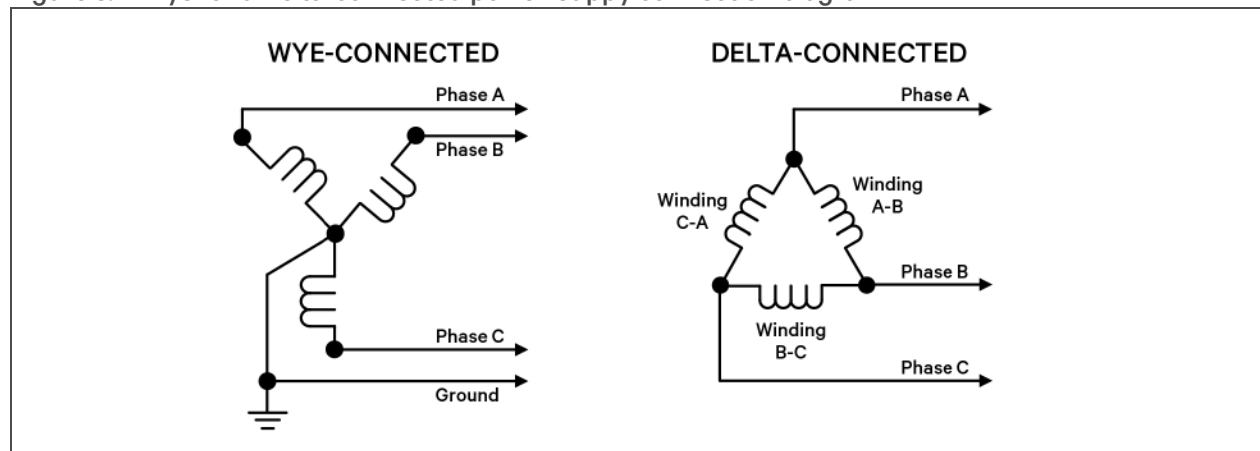 WYE-CONNECTED
Phase A
Phase B
Phase C
Ground
DELTA-CONNECTED
Phase A
Winding
C-A
Winding
A-B
Phase B
Winding
B-C
Phase C